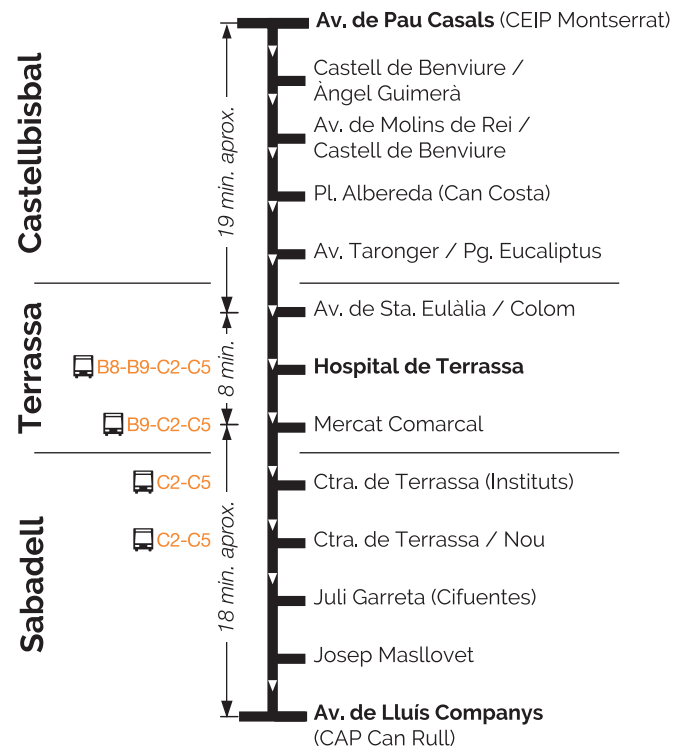 Castellbisbal
19 min. aprox.
Av. de Pau Casals (CEIP Montserrat)
Castell de Benviure /
Àngel Guimerà
Av. de Molins de Rei /
Castell de Benviure
Pl. Albereda (Can Costa)
Av. Taronger / Pg. Eucaliptus
Terrassa
8 min.
Av. de Sta. Eulàlia / Colom
B8-B9-C2-C5 Hospital de Terrassa
B9-C2-C5 Mercat Comarcal
Sabadell
18 min. aprox.
C2-C5 Ctra. de Terrassa (Instituts)
C2-C5 Ctra. de Terrassa / Nou
Juli Garreta (Cifuentes)
Josep Masllovet
Av. de Lluís Companys
(CAP Can Rull)